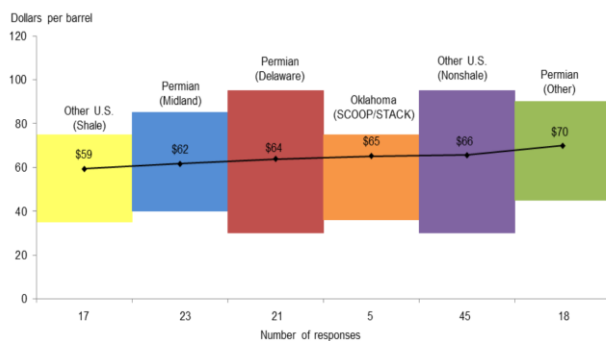 Dollars per barrel
120
100
80
60
40
20
0
Other U.S.
(Shale)
$59
Permian
(Midland)
$62
Permian
(Delaware)
$64
Oklahoma
(SCOOP/STACK)
$65
Other U.S.
(Nonshale)
$66
Permian
(Other)
$70
17 23 21 5 45 18
Number of responses